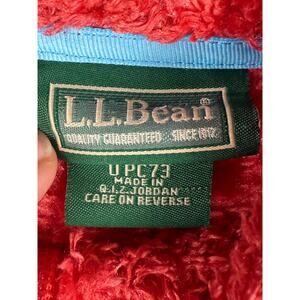 L.L.Bean®
QUALITY GUARANTEED SINCE 1912
UPC73
MADE IN
Q.I.Z. JORDAN
CARE ON REVERSE